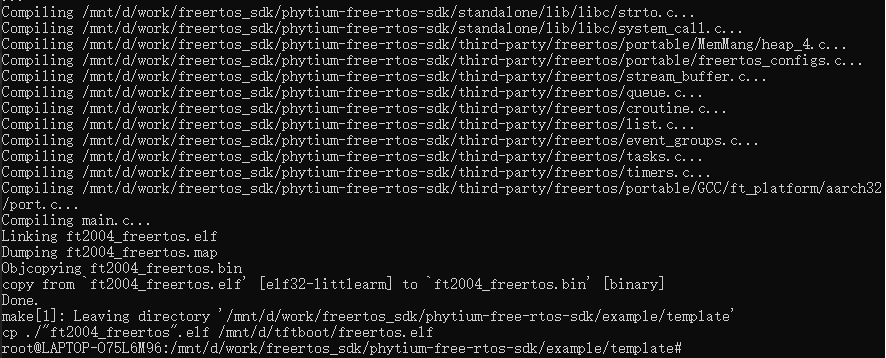 Compiling /mnt/d/work/freertos_sdk/phytium-free-rtos-sdk/standalone/lib/libc/strto.c...
Compiling /mnt/d/work/freertos_sdk/phytium-free-rtos-sdk/standalone/lib/libc/system_call.c...
Compiling /mnt/d/work/freertos_sdk/phytium-free-rtos-sdk/third-party/freertos/portable/MemMang/heap_4.c...
Compiling /mnt/d/work/freertos_sdk/phytium-free-rtos-sdk/third-party/freertos/portable/freertos_configs.c...
Compiling /mnt/d/work/freertos_sdk/phytium-free-rtos-sdk/third-party/freertos/stream_buffer.c...
Compiling /mnt/d/work/freertos_sdk/phytium-free-rtos-sdk/third-party/freertos/queue.c...
Compiling /mnt/d/work/freertos_sdk/phytium-free-rtos-sdk/third-party/freertos/croutine.c...
Compiling /mnt/d/work/freertos_sdk/phytium-free-rtos-sdk/third-party/freertos/list.c...
Compiling /mnt/d/work/freertos_sdk/phytium-free-rtos-sdk/third-party/freertos/event_groups.c...
Compiling /mnt/d/work/freertos_sdk/phytium-free-rtos-sdk/third-party/freertos/tasks.c...
Compiling /mnt/d/work/freertos_sdk/phytium-free-rtos-sdk/third-party/freertos/timers.c...
Compiling /mnt/d/work/freertos_sdk/phytium-free-rtos-sdk/third-party/freertos/portable/GCC/ft_platform/aarch32
/port.c...
Compiling main.c...
Linking ft2004_freertos.elf
Dumping ft2004_freertos.map
Objcopying ft2004_freertos.bin
copy from `ft2004_freertos.elf' [elf32-littlearm] to `ft2004_freertos.bin' [binary]
Done.
make[1]: Leaving directory '/mnt/d/work/freertos_sdk/phytium-free-rtos-sdk/example/template'
cp ./"ft2004_freertos".elf /mnt/d/tftboot/freertos.elf
root@LAPTOP-O75L6M96:/mnt/d/work/freertos_sdk/phytium-free-rtos-sdk/example/template#